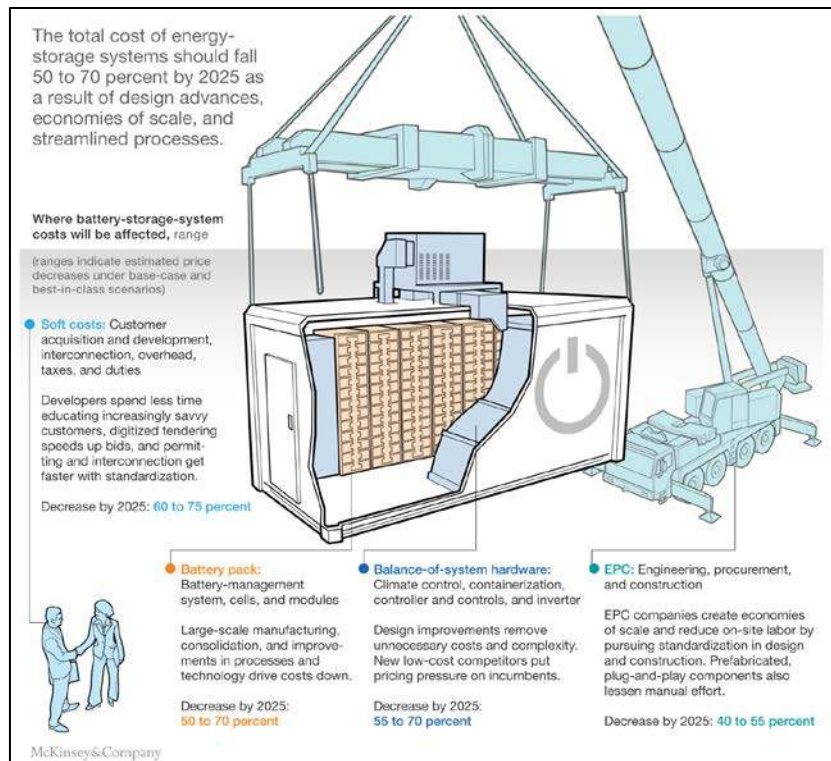 The total cost of energy-
storage systems should fall
50 to 70 percent by 2025 as
a result of design advances,
economies of scale, and
streamlined processes.
Where battery-storage-system
costs will be affected, range
(ranges indicate estimated price
decreases under base-case and
best-in-class scenarios)
Soft costs: Customer
acquisition and development,
interconnection, overhead,
taxes, and duties
Developers spend less time
educating increasingly savvy
customers, digitized tendering
speeds up bids, and permit-
ting and interconnection get
faster with standardization.
Decrease by 2025: 60 to 75 percent
Battery pack:
Battery-management
system, cells, and modules
Large-scale manufacturing,
consolidation, and improve-
ments in processes and
technology drive costs down.
Decrease by 2025:
50 to 70 percent
Balance-of-system hardware:
Climate control, containerization,
controller and controls, and inverter
Design improvements remove
unnecessary costs and complexity.
New low-cost competitors put
pricing pressure on incumbents.
Decrease by 2025:
55 to 70 percent
EPC: Engineering, procurement,
and construction
EPC companies create economies
of scale and reduce on-site labor by
pursuing standardization in design
and construction. Prefabricated,
plug-and-play components also
lessen manual effort.
Decrease by 2025: 40 to 55 percent
McKinsey&Company